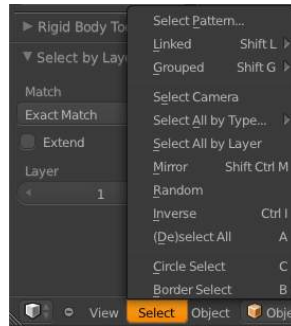 Rigid Body To
Select by Laye
Match
Exact Match
Extend
Layer
1
Select Pattern...
Linked Shift L
Grouped Shift G
Select Camera
Select All by Type...
Select All by Layer
Mirror Shift Ctrl M
Random
Inverse Ctrl I
(De)select All A
Circle Select C
Border Select B
View Select Object Obje